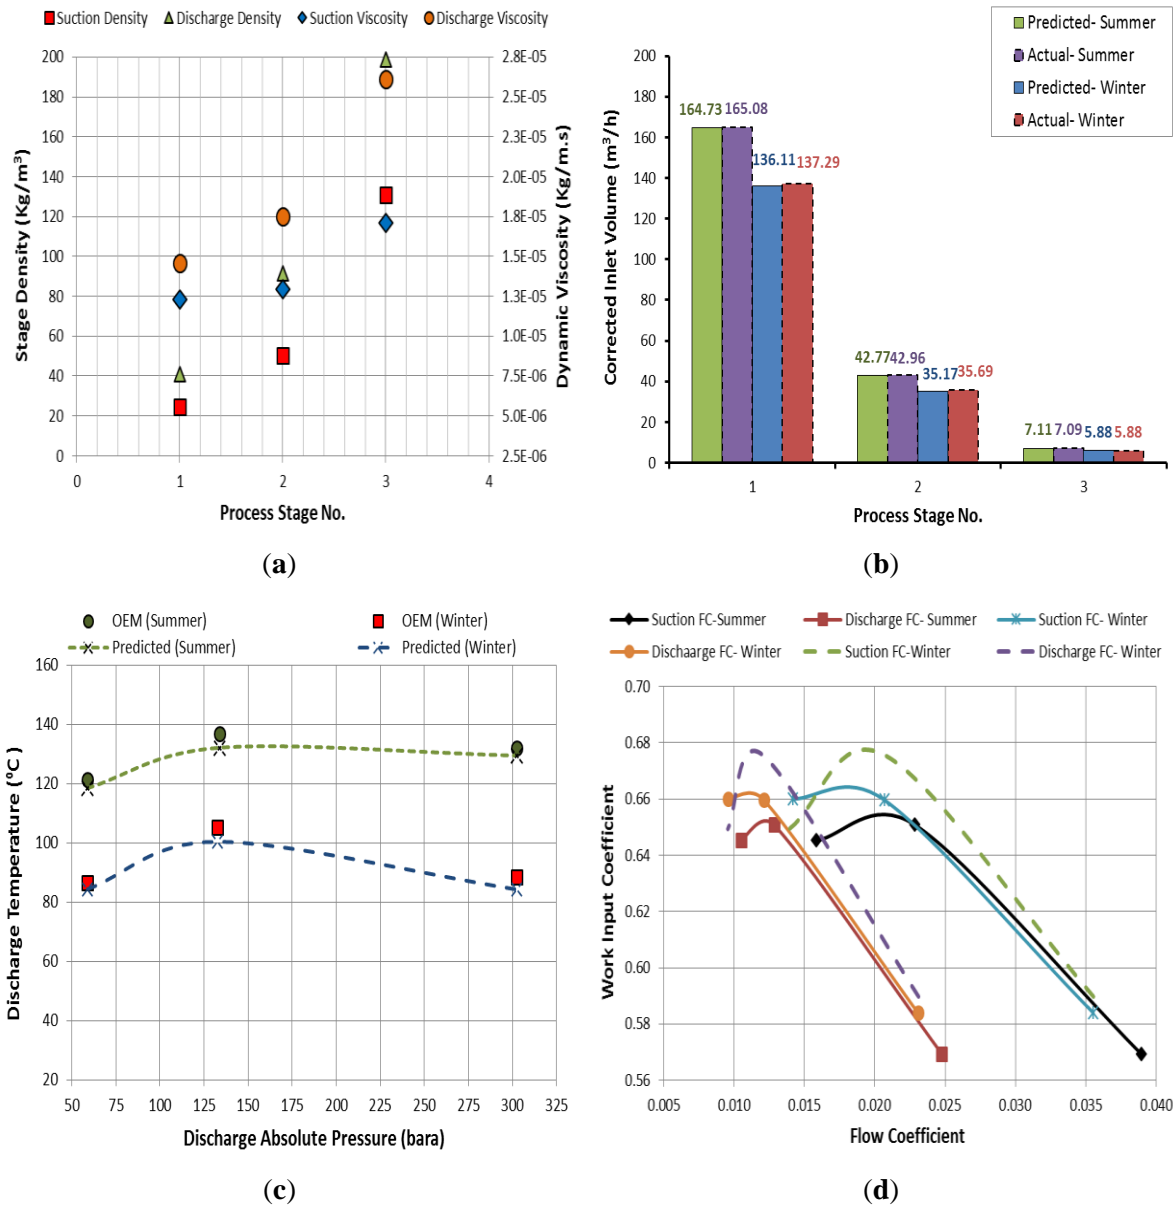 Suction Density Discharge Density Suction Viscosity Discharge Viscosity
200
180
160
140
120
100
80
60
40
20
0
Stage Density (Kg/m³)
2.8E-05
2.5E-05
2.3E-05
2.0E-05
1.8E-05
1.5E-05
1.3E-05
1.0E-05
7.5E-06
5.0E-06
2.5E-06
Dynamic Viscosity (Kg/m.s)
0 1 2 3 4
Process Stage No.
(a)
Predicted- Summer
Actual- Summer
Predicted- Winter
Actual- Winter
200
180
160
140
120
100
80
60
40
20
0
Corrected Inlet Volume (m³/h)
164.73 165.08
136.11 137.29
42.77 42.96
35.17 35.69
7.11 7.09 5.88 5.88
1 2 3
Process Stage No.
(b)
OEM (Summer) OEM (Winter)
Predicted (Summer) Predicted (Winter)
160
140
120
100
80
60
40
20
Discharge Temperature (⁰C)
50 75 100 125 150 175 200 225 250 275 300 325
Discharge Absolute Pressure (bara)
(c)
Suction FC-Summer Discharge FC- Summer Suction FC- Winter
Dischaarge FC- Winter Suction FC-Winter Discharge FC- Winter
0.70
0.68
0.66
0.64
0.62
0.60
0.58
0.56
Work Input Coefficient
0.005 0.010 0.015 0.020 0.025 0.030 0.035 0.040
Flow Coefficient
(d)